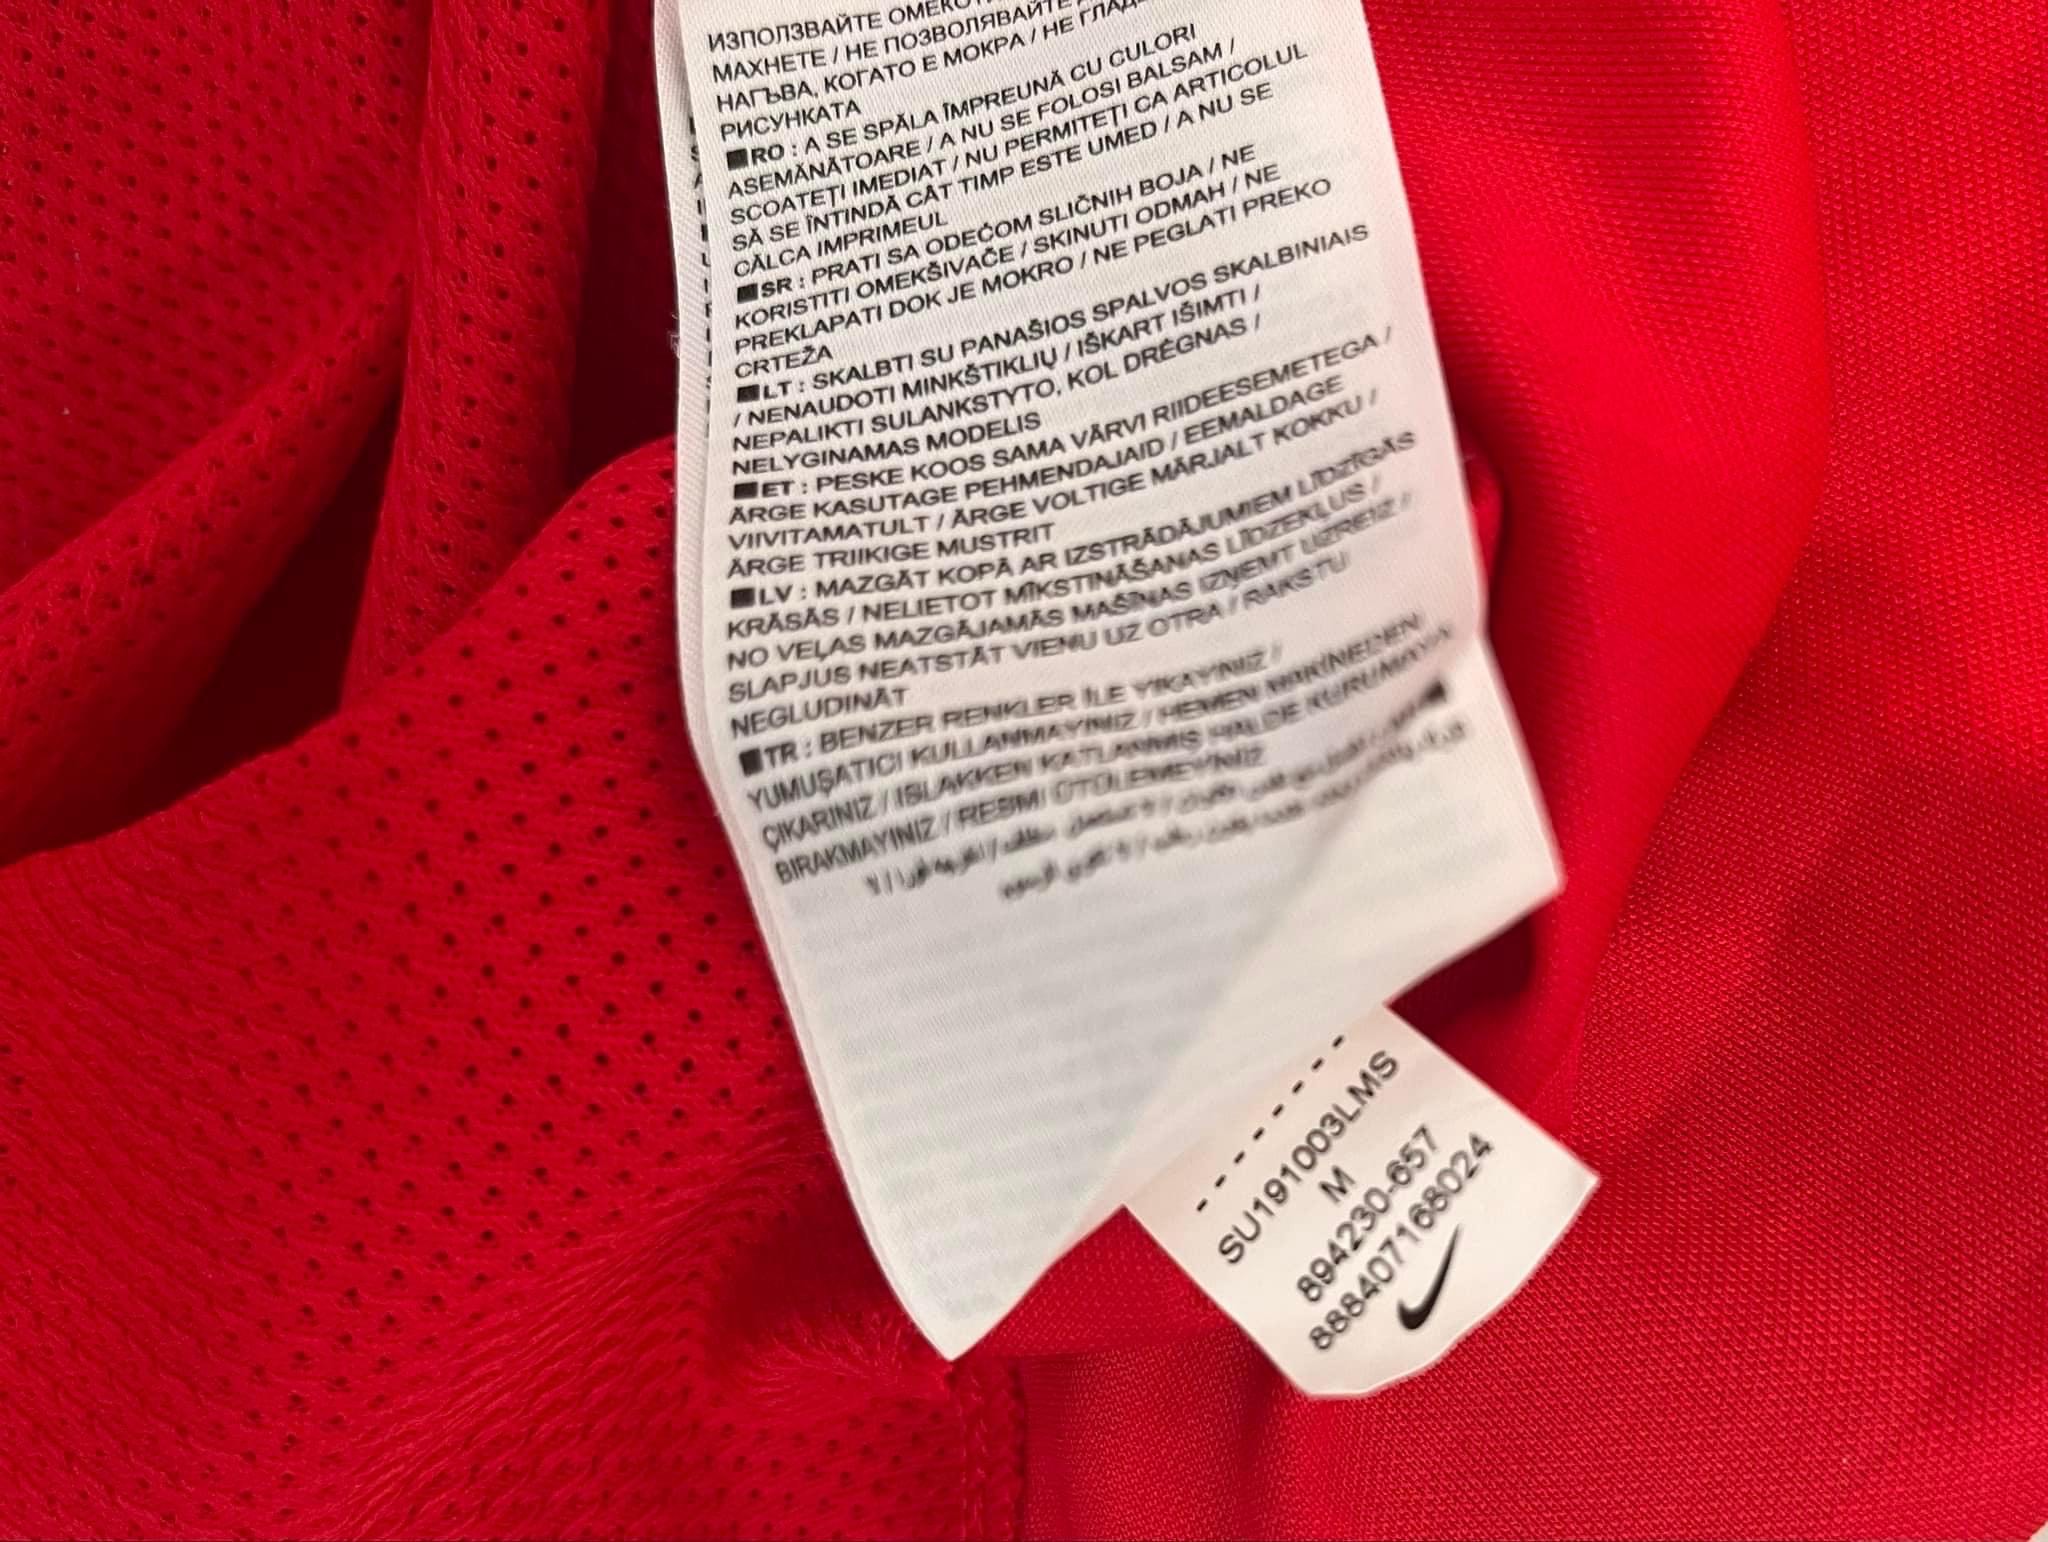 ИЗПОЛЗВАЙТЕ
МАХНЕТЕ / НЕ ПОЗВОЛЯВАЙТЕ
НАГЪВА, КОГАТО Е МОКРА / НЕ
РИСУНКАТА
■RO : A SE SPĂLA ÎMPREUNĂ CU CULORI
ASEMĂNĂTOARE / A NU SE FOLOSI BALSAM /
SCOATEȚI IMEDIAT / NU PERMITEȚI CA ARTICOLUL
SĂ SE ÎNTINDĂ CÂT TIMP ESTE UMED / A NU SE
CĂLCA IMPRIMEUL
■SR : PRATI SA ODEĆOM SLIČNIH BOJA / NE
KORISTITI OMEKŠIVAČE / SKINUTI ODMAH / NE
PREKLAPATI DOK JE MOKRO / NE PEGLATI PREKO
CRTEŽA
■LT : SKALBTI SU PANAŠIOS SPALVOS SKALBINIAIS
/ NENAUDOTI MINKŠTIKLIŲ / IŠKART IŠIMTI /
NEPALIKTI SULANKSTYTO, KOL DRĖGNAS /
NELYGINAMAS MODELIS
■ET : PESKE KOOS SAMA VÄRVI RIIDEESEMETEGA /
ÄRGE KASUTAGE PEHMENDAJAID / EEMALDAGE
VIIVITAMATULT / ÄRGE VOLTIGE MÄRJALT KOKKU /
ÄRGE TRIIKIGE MUSTRIT
■LV : MAZGĀT KOPĀ AR IZSTRĀDĀJUMIEM LĪDZĪGĀS
KRĀSĀS / NELIETOT MĪKSTINĀŠANAS LĪDZEKLUS /
NO VEĻAS MAZGĀJAMĀS MAŠĪNAS IZŅEMT UZREIZ /
SLAPJUS NEATSTĀT VIENU UZ OTRA / RAKSTU
NEGLUDINĀT
■TR : BENZER RENKLER İLE YIKAYINIZ /
YUMUŞATICI KULLANMAYINIZ / HEMEN MAKİNEDEN
ÇIKARINIZ / ISLAKKEN KATLANMIŞ HALDE KURUMAYA
BIRAKMAYINIZ / RESMİ ÜTÜLEMEYİNİZ
SU191003LMS
M
894230-657
888407168024